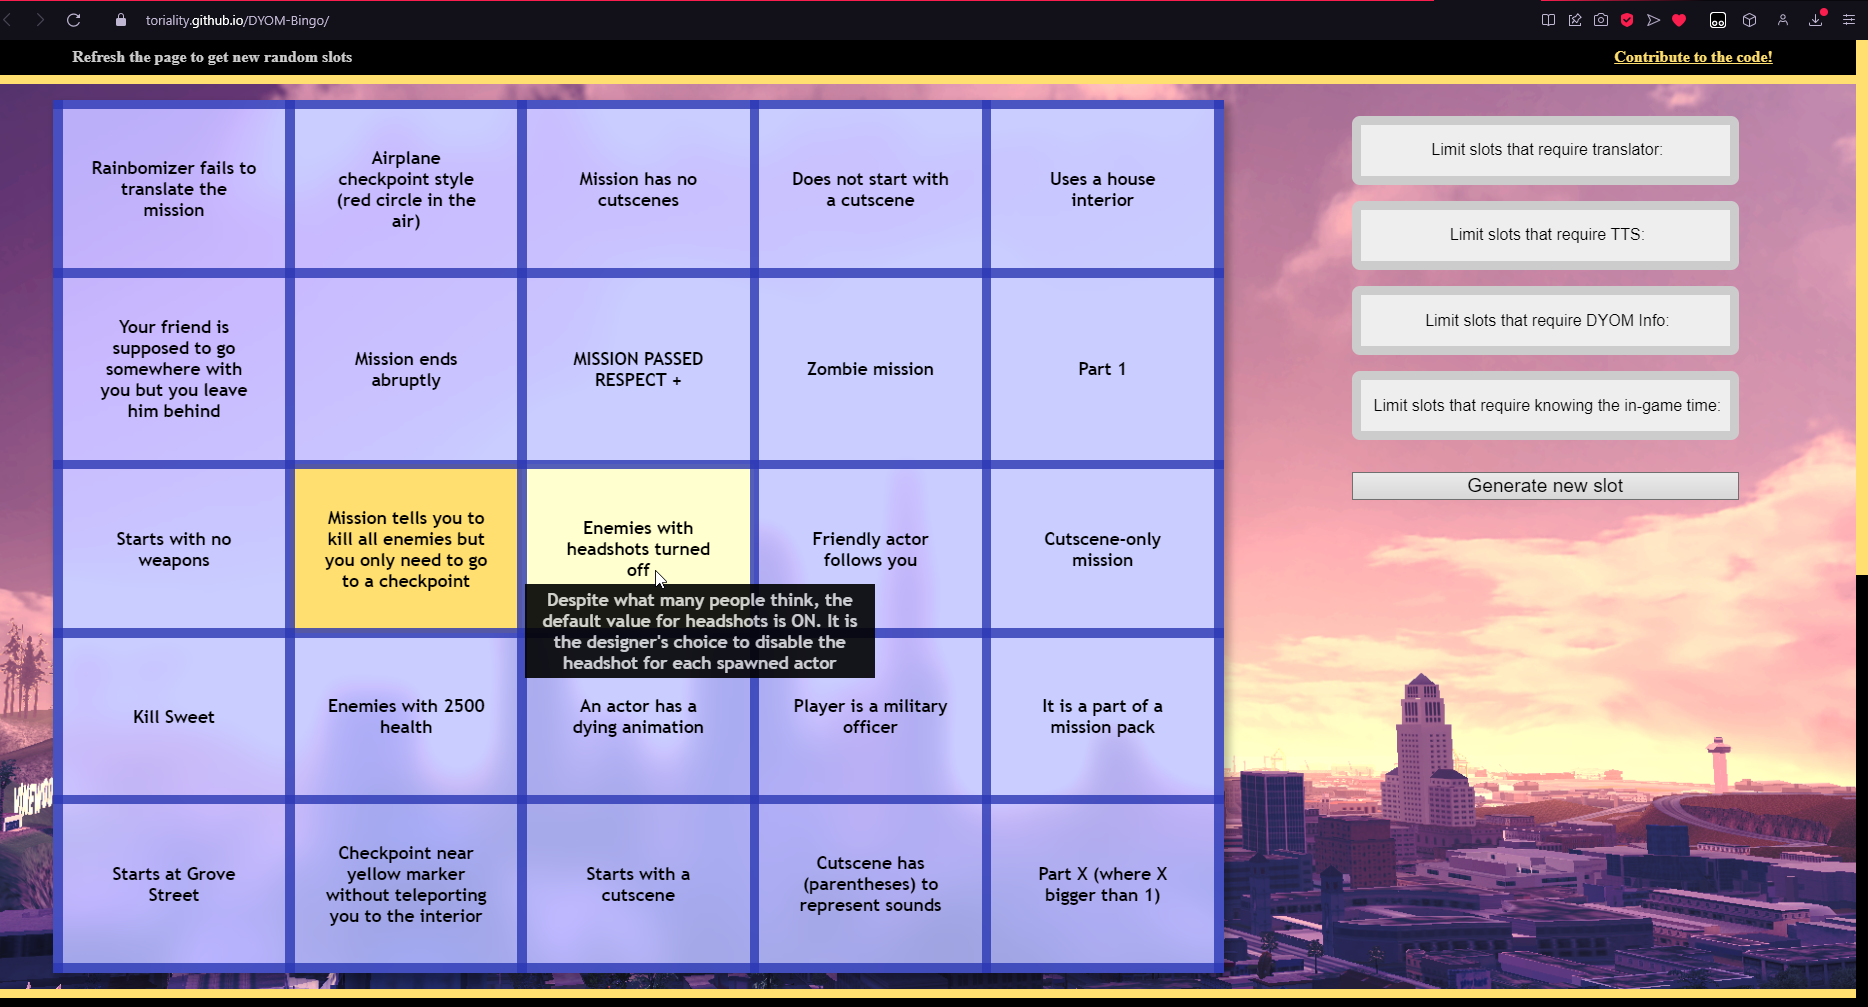 toriality.github.io/DYOM-Bingo/
Refresh the page to get new random slots
Contribute to the code!
Rainbomizer fails to
translate the
mission
Airplane
checkpoint style
(red circle in the
air)
Mission has no
cutscenes
Does not start with
a cutscene
Uses a house
interior
Your friend is
supposed to go
somewhere with
you but you leave
him behind
Mission ends
abruptly
MISSION PASSED
RESPECT +
Zombie mission
Part 1
Starts with no
weapons
Mission tells you to
kill all enemies but
you only need to go
to a checkpoint
Enemies with
headshots turned
off
Friendly actor
follows you
Cutscene-only
mission
Despite what many people think, the
default value for headshots is ON. It is
the designer's choice to disable the
headshot for each spawned actor
Kill Sweet
Enemies with 2500
health
An actor has a
dying animation
Player is a military
officer
It is a part of a
mission pack
Starts at Grove
Street
Checkpoint near
yellow marker
without teleporting
you to the interior
Starts with a
cutscene
Cutscene has
(parentheses) to
represent sounds
Part X (where X
bigger than 1)
Limit slots that require translator:
Limit slots that require TTS:
Limit slots that require DYOM Info:
Limit slots that require knowing the in-game time:
Generate new slot